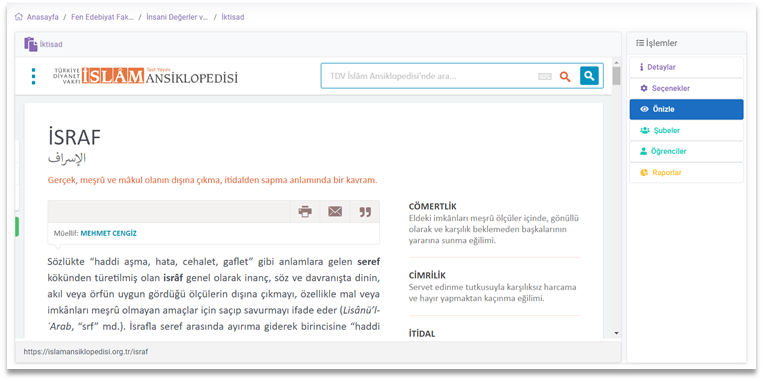 Anasayfa / Fen Edebiyat Fak... / İnsani Değerler v... / İktisad
İktisad
TÜRKİYE
DİYANET
VAKFI
İSLÂM
Test Yayını
ANSİKLOPEDİSİ
TDV İslâm Ansiklopedisi'nde ara...
İSRAF
الإسراف
Gerçek, meşrû ve mâkul olanın dışına çıkma, itidalden sapma anlamında bir kavram.
Müellif: MEHMET CENGİZ
Sözlükte “haddi aşma, hata, cehalet, gaflet” gibi anlamlara gelen seref
kökünden türetilmiş olan isrâf genel olarak inanç, söz ve davranışta dinin,
akıl veya örfün uygun gördüğü ölçülerin dışına çıkmayı, özellikle mal veya
imkânları meşrû olmayan amaçlar için saçıp savurmayı ifade eder (Lisânü’l-
ʿArab, “srf” md.). İsrafla seref arasında ayırıma giderek birincisine “haddi
CÖMERTLİK
Eldeki imkânları meşrû ölçüler içinde, gönüllü
olarak ve karşılık beklemeden başkalarının
yararına sunma eğilimi.
CİMRİLİK
Servet edinme tutkusuyla karşılıksız harcama
ve hayır yapmaktan kaçınma eğilimi.
İTİDAL
https://islamansiklopedisi.org.tr/israf
İşlemler
Detaylar
Seçenekler
Önizle
Şubeler
Öğrenciler
Raporlar